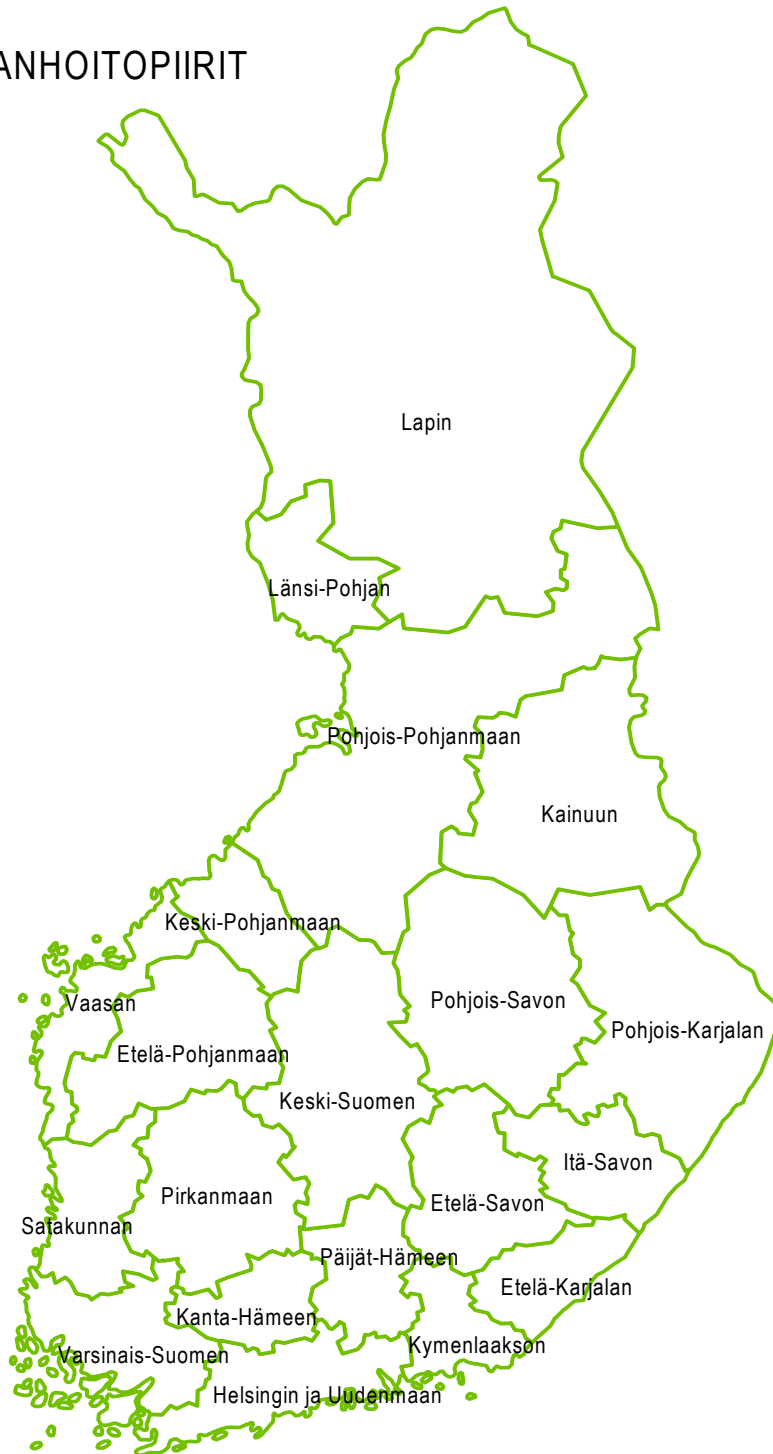 ANHOITOPIIRIT
Lapin
Länsi-Pohjan
Pohjois-Pohjanmaan
Kainuun
Keski-Pohjanmaan
Vaasan
Pohjois-Savon
Pohjois-Karjalan
Etelä-Pohjanmaan
Keski-Suomen
Itä-Savon
Pirkanmaan
Etelä-Savon
Satakunnan
Päijät-Hämeen
Etelä-Karjalan
Kanta-Hämeen
Kymenlaakson
Varsinais-Suomen
Helsingin ja Uudenmaan